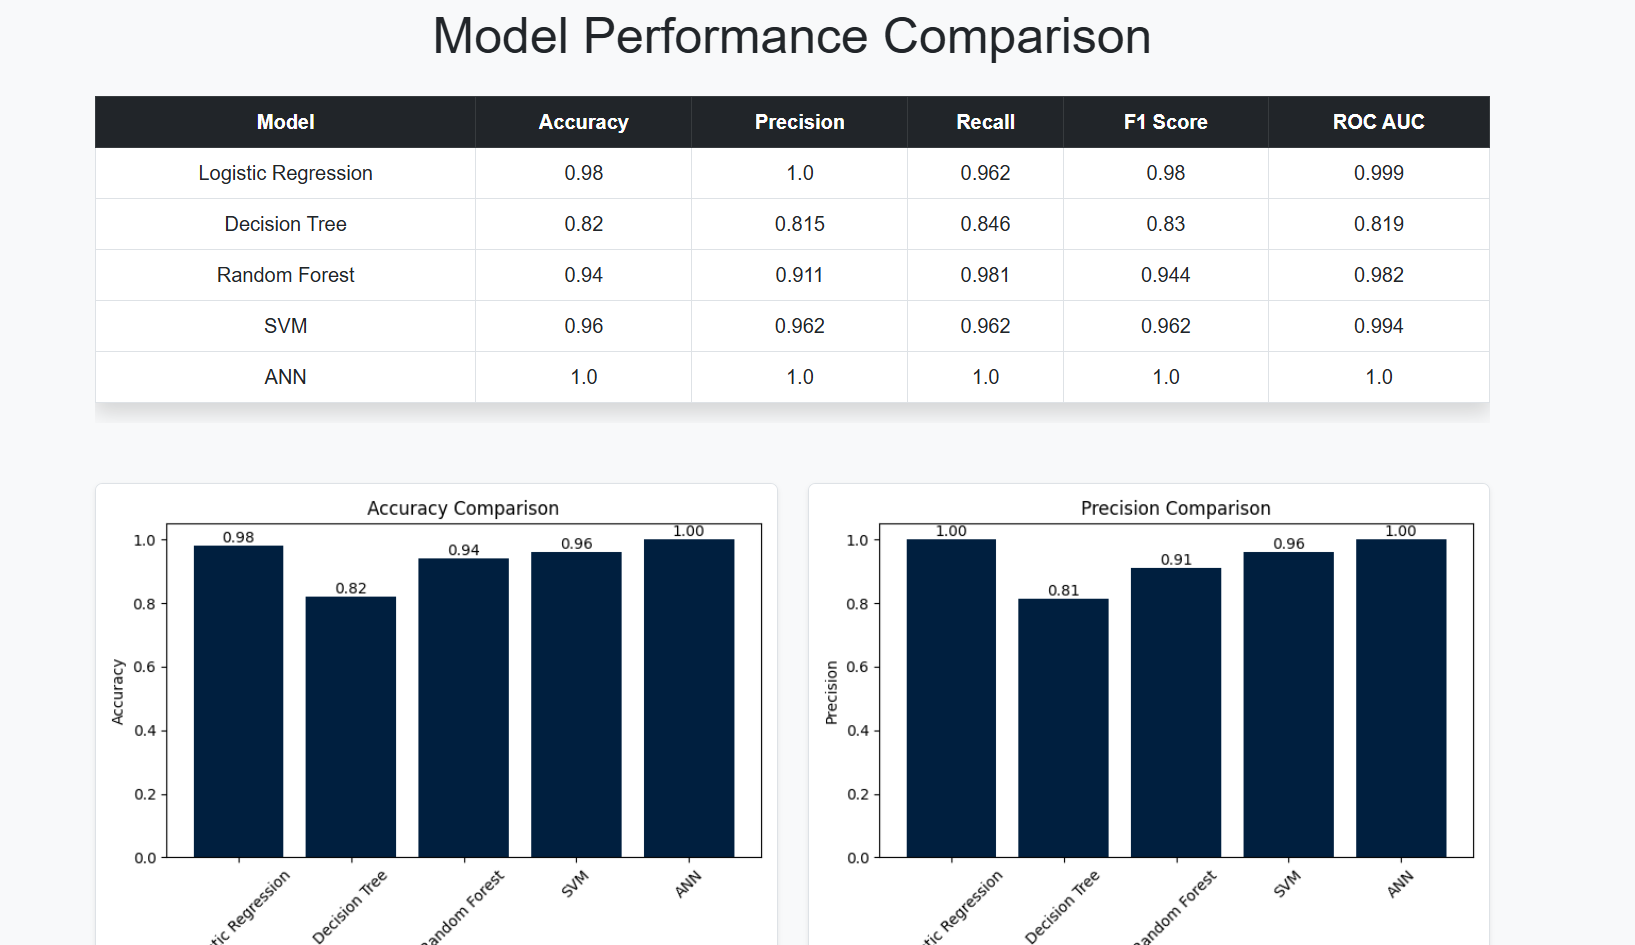 Model Performance Comparison
Model Accuracy Precision Recall F1 Score ROC AUC
Logistic Regression 0.98 1.0 0.962 0.98 0.999
Decision Tree 0.82 0.815 0.846 0.83 0.819
Random Forest 0.94 0.911 0.981 0.944 0.982
SVM 0.96 0.962 0.962 0.962 0.994
ANN 1.0 1.0 1.0 1.0 1.0
Accuracy Comparison
1.0
0.8
0.6
0.4
0.2
0.0
Accuracy
0.98
0.82
0.94
0.96
1.00
tic Regression
Decision Tree
Random Forest
SVM
ANN
Precision Comparison
1.0
0.8
0.6
0.4
0.2
0.0
Precision
1.00
0.81
0.91
0.96
1.00
tic Regression
Decision Tree
Random Forest
SVM
ANN